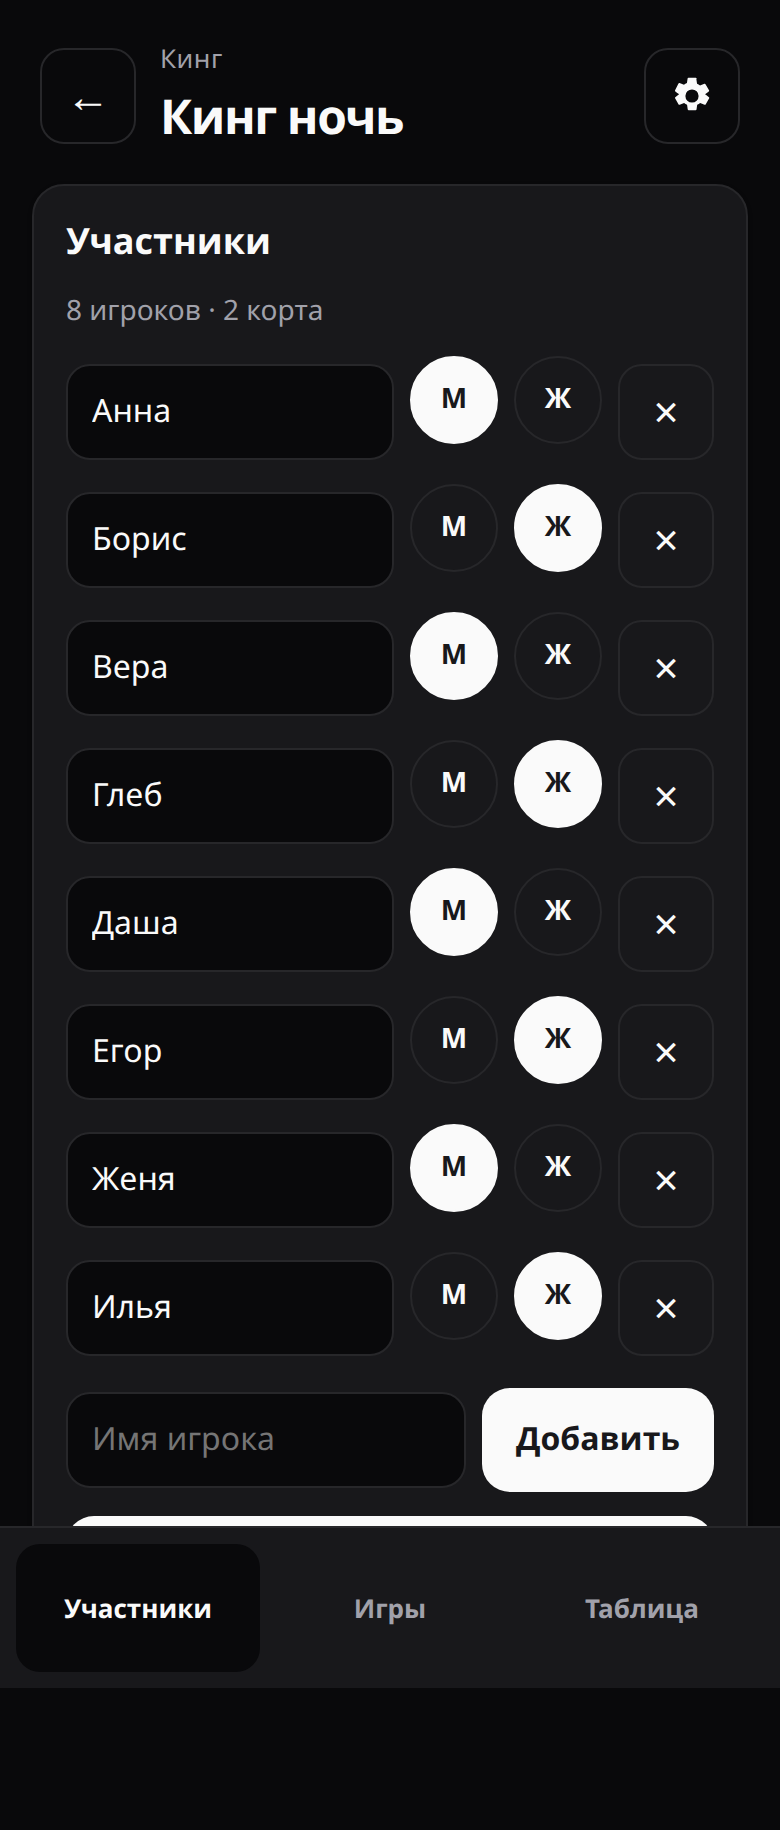 ←
Кинг
Кинг ночь
Участники
8 игроков · 2 корта
Анна М Ж ✕
Борис М Ж ✕
Вера М Ж ✕
Глеб М Ж ✕
Даша М Ж ✕
Егор М Ж ✕
Женя М Ж ✕
Илья М Ж ✕
Имя игрока Добавить
Участники Игры Таблица